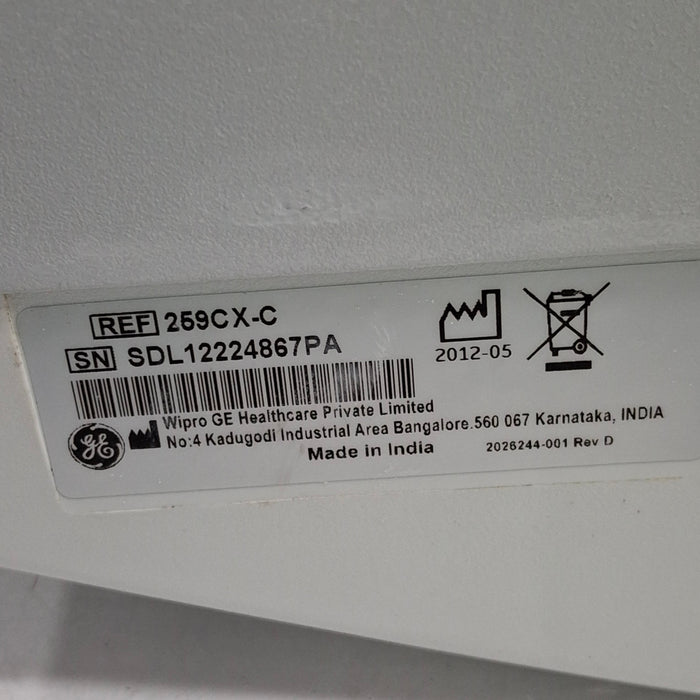 REF 259CX-C
SN SDL12224867PA
2012-05
Wipro GE Healthcare Private Limited
No:4 Kadugodi Industrial Area Bangalore.560 067 Karnataka, INDIA
GE
Made in India
2026244-001 Rev D